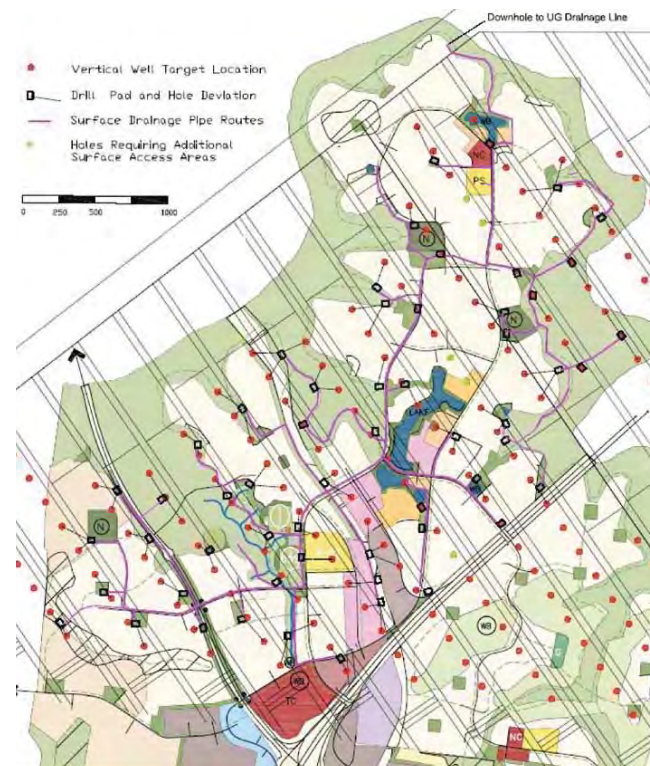 Downhole to UG Drainage Line
Vertical Well Target Location
Drill Pad and Hole Deviation
Surface Drainage Pipe Routes
Holes Requiring Additional
Surface Access Areas
0 250 500 1000
WB
NC
PS
N
N
LAKE
N
N
WB
WB
TC
NC